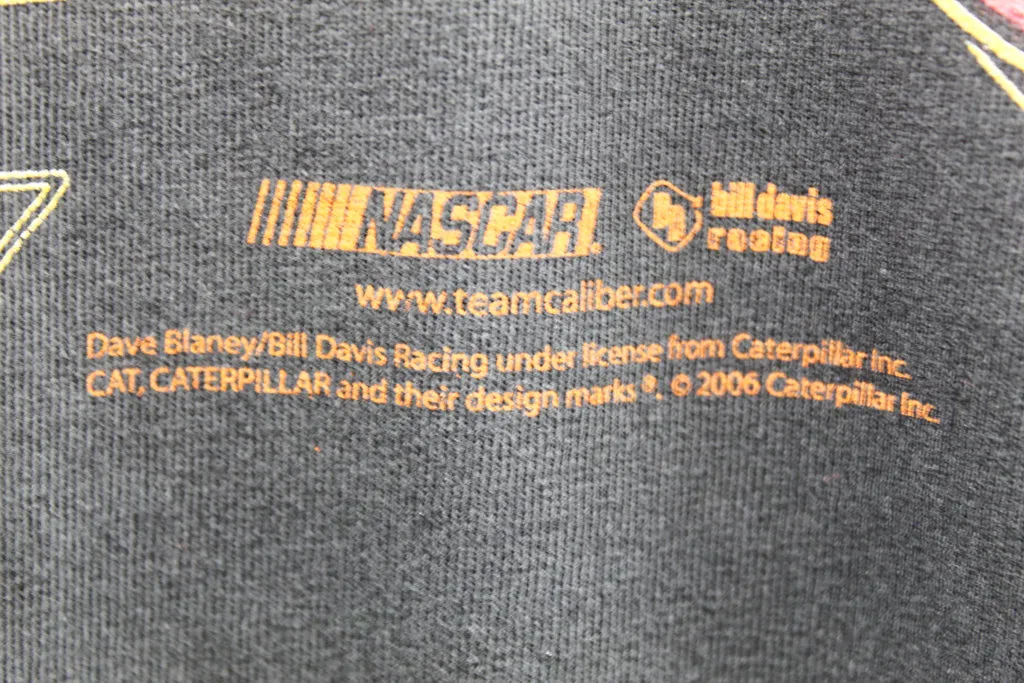 NASCAR. bill davis
racing
www.teamcaliber.com
Dave Blaney/Bill Davis Racing under license from Caterpillar Inc.
CAT, CATERPILLAR and their design marks ®. © 2006 Caterpillar Inc.